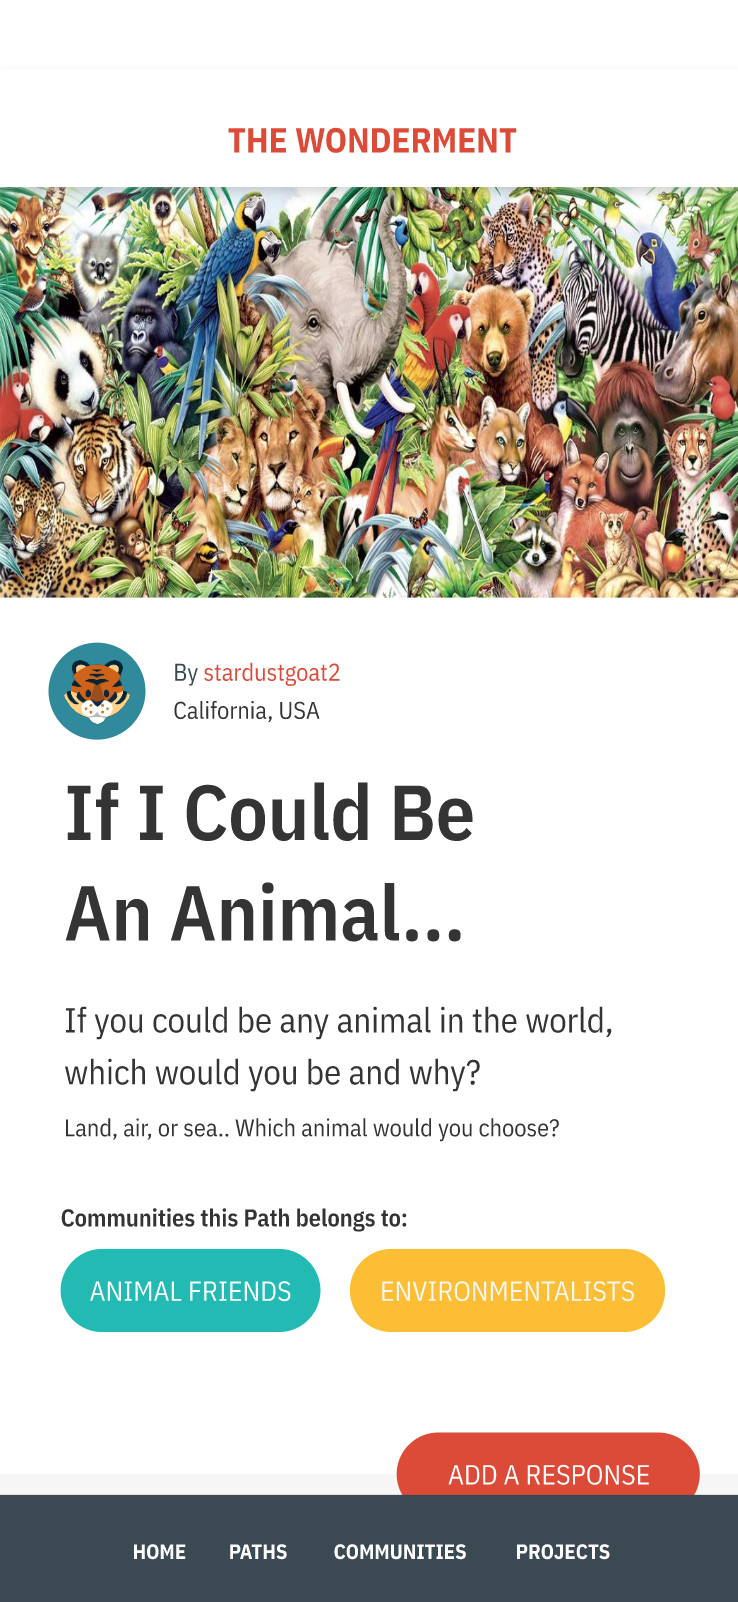 THE WONDERMENT
By stardustgoat2
California, USA
If I Could Be
An Animal...
If you could be any animal in the world,
which would you be and why?
Land, air, or sea.. Which animal would you choose?
Communities this Path belongs to:
ANIMAL FRIENDS
ENVIRONMENTALISTS
ADD A RESPONSE
HOME
PATHS
COMMUNITIES
PROJECTS